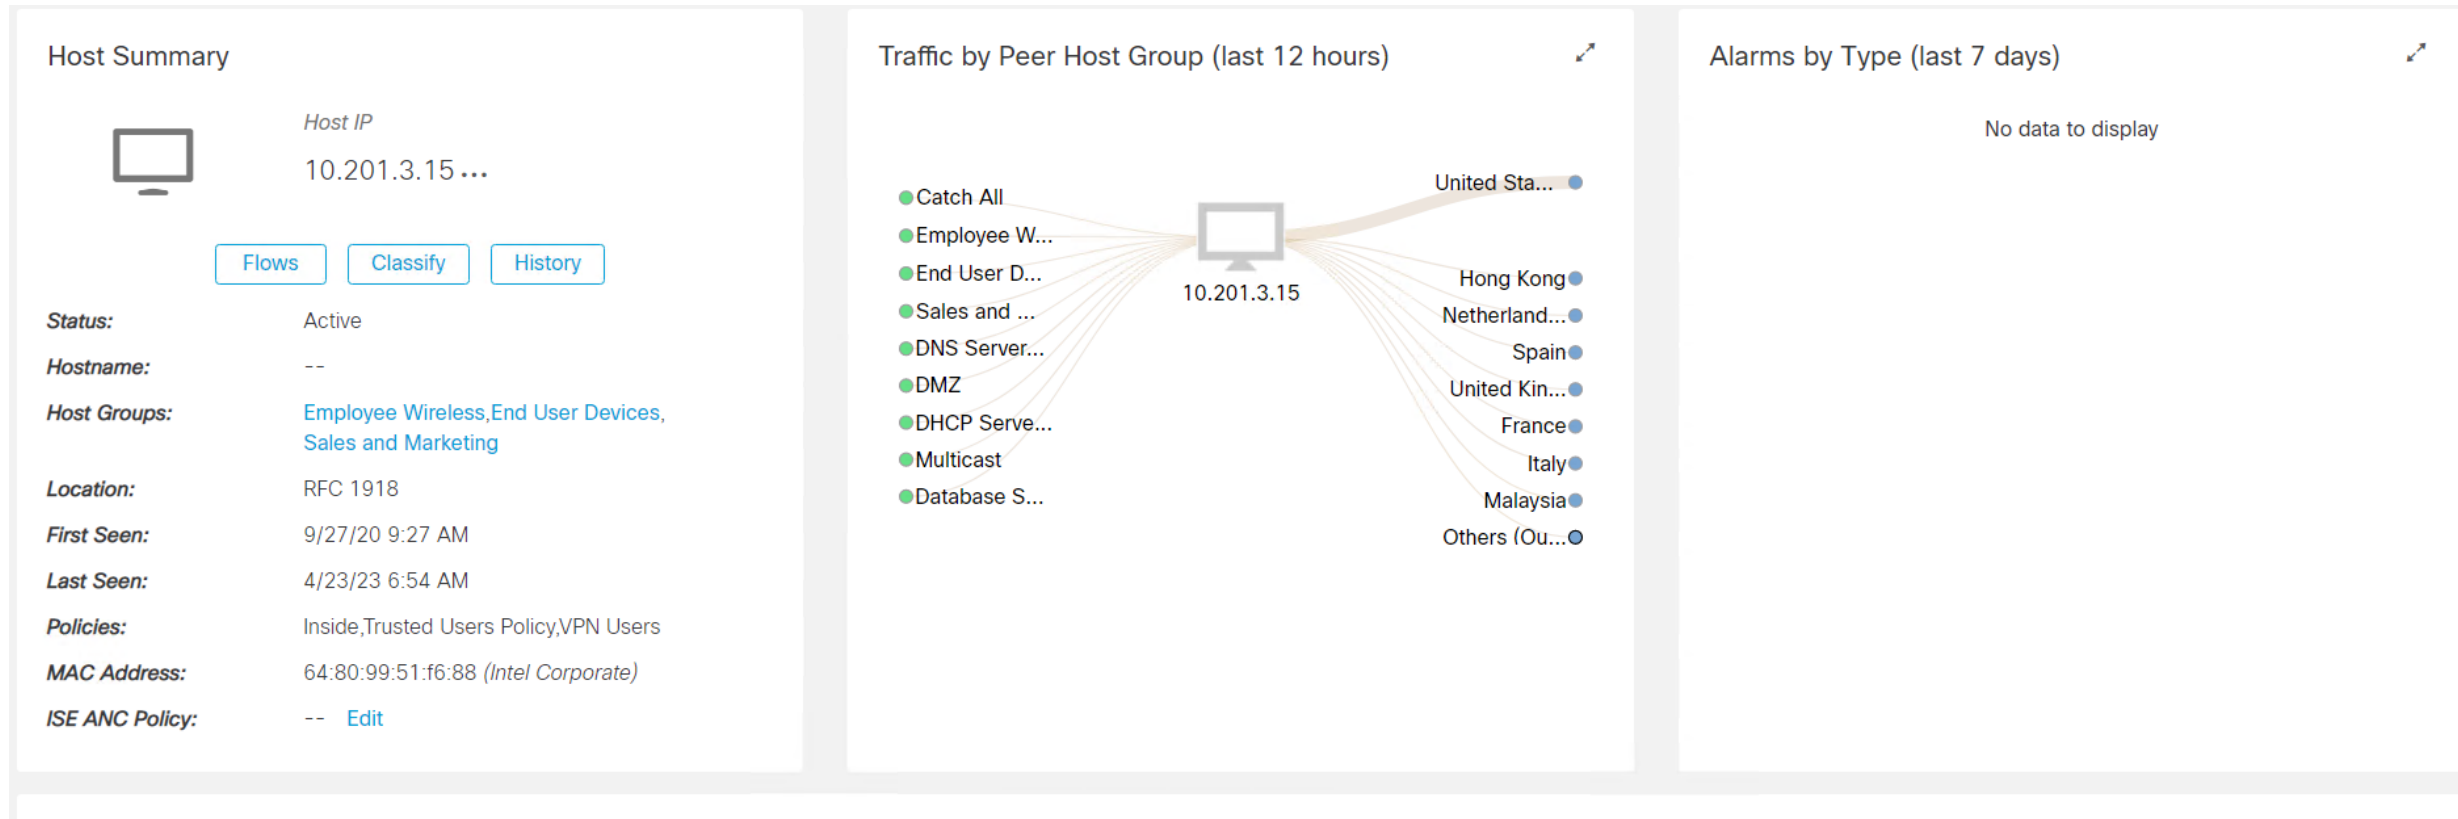 Host Summary
Host IP
10.201.3.15 •••
Flows
Classify
History
Status: Active
Hostname: --
Host Groups: Employee Wireless,End User Devices,
Sales and Marketing
Location: RFC 1918
First Seen: 9/27/20 9:27 AM
Last Seen: 4/23/23 6:54 AM
Policies: Inside,Trusted Users Policy,VPN Users
MAC Address: 64:80:99:51:f6:88 (Intel Corporate)
ISE ANC Policy: -- Edit
Traffic by Peer Host Group (last 12 hours)
Catch All
Employee W...
End User D...
Sales and ...
DNS Server...
DMZ
DHCP Serve...
Multicast
Database S...
10.201.3.15
United Sta...
Hong Kong
Netherland...
Spain
United Kin...
France
Italy
Malaysia
Others (Ou...
Alarms by Type (last 7 days)
No data to display